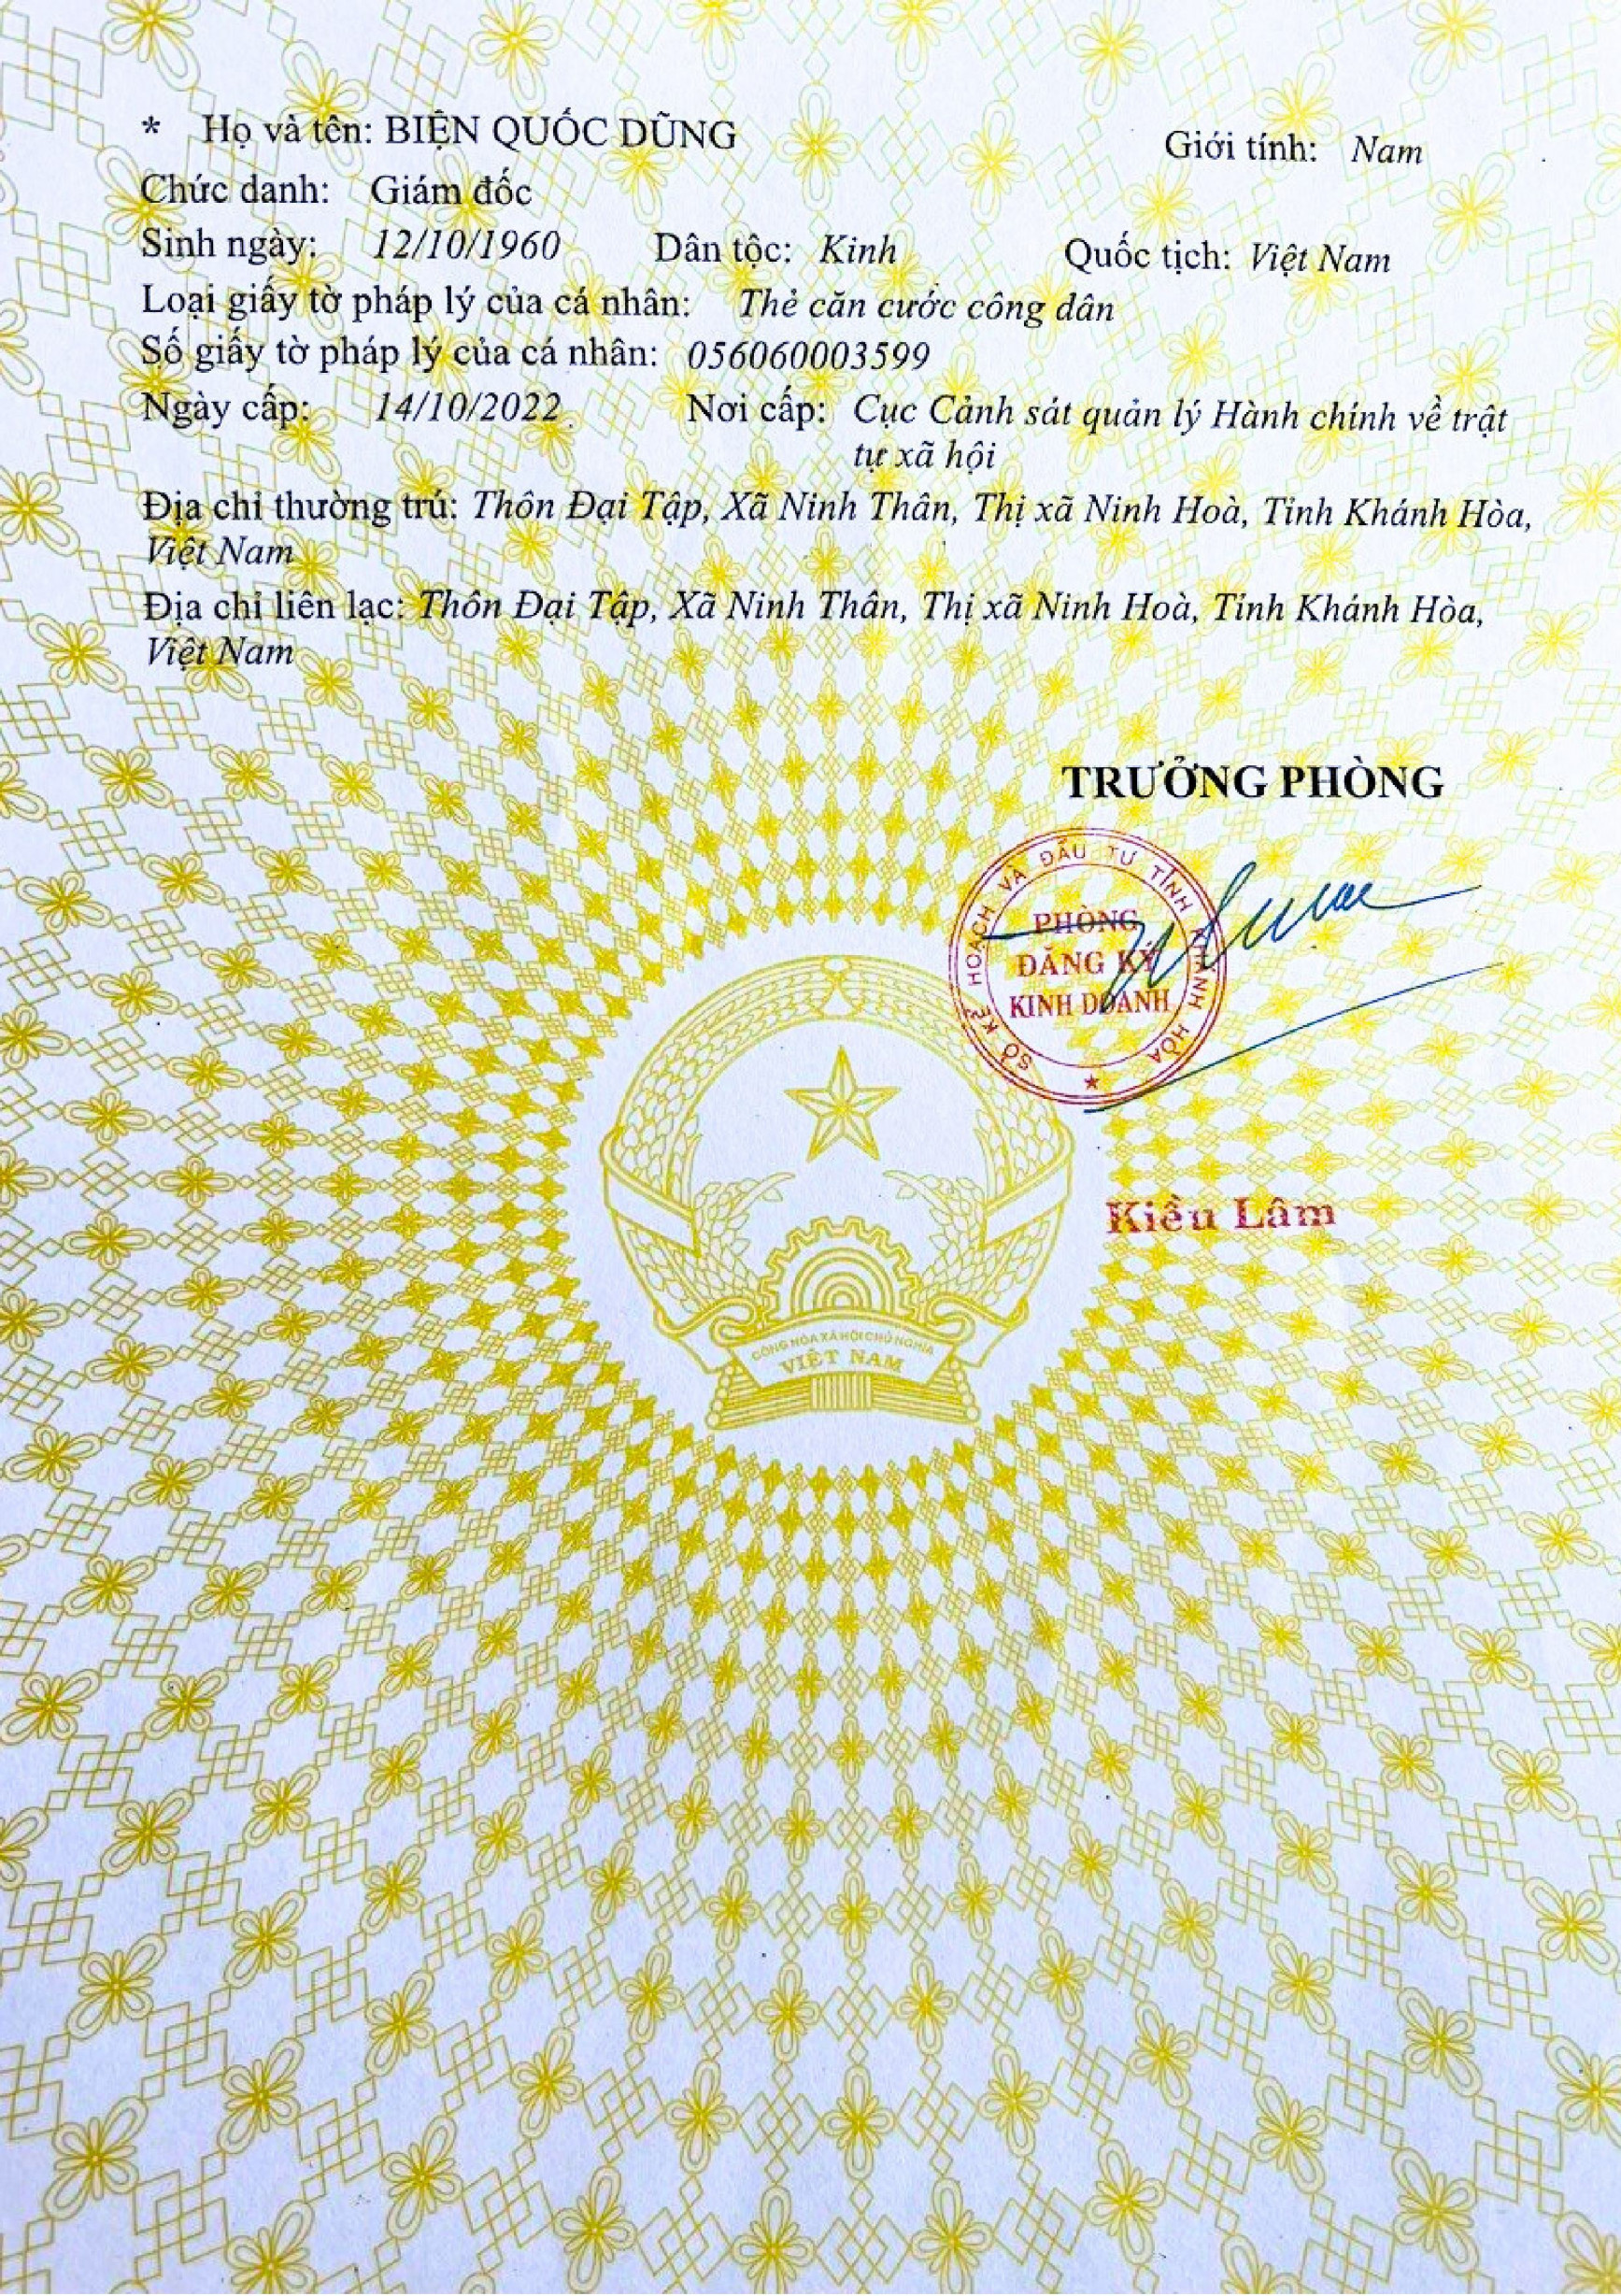 * Họ và tên: BIỆN QUỐC DŨNG Giới tính: Nam
Chức danh: Giám đốc
Sinh ngày: 12/10/1960 Dân tộc: Kinh Quốc tịch: Việt Nam
Loại giấy tờ pháp lý của cá nhân: Thẻ căn cước công dân
Số giấy tờ pháp lý của cá nhân: 056060003599
Ngày cấp: 14/10/2022 Nơi cấp: Cục Cảnh sát quản lý Hành chính về trật
tự xã hội
Địa chỉ thường trú: Thôn Đại Tập, Xã Ninh Thân, Thị xã Ninh Hoà, Tỉnh Khánh Hòa,
Việt Nam
Địa chỉ liên lạc: Thôn Đại Tập, Xã Ninh Thân, Thị xã Ninh Hoà, Tỉnh Khánh Hòa,
Việt Nam
TRƯỞNG PHÒNG
SỞ KẾ HOẠCH VÀ ĐẦU TƯ TỈNH KHÁNH HÒA
PHÒNG
ĐĂNG KÝ
KINH DOANH
Kiều Lâm
CỘNG HÒA XÃ HỘI CHỦ NGHĨA
VIỆT NAM